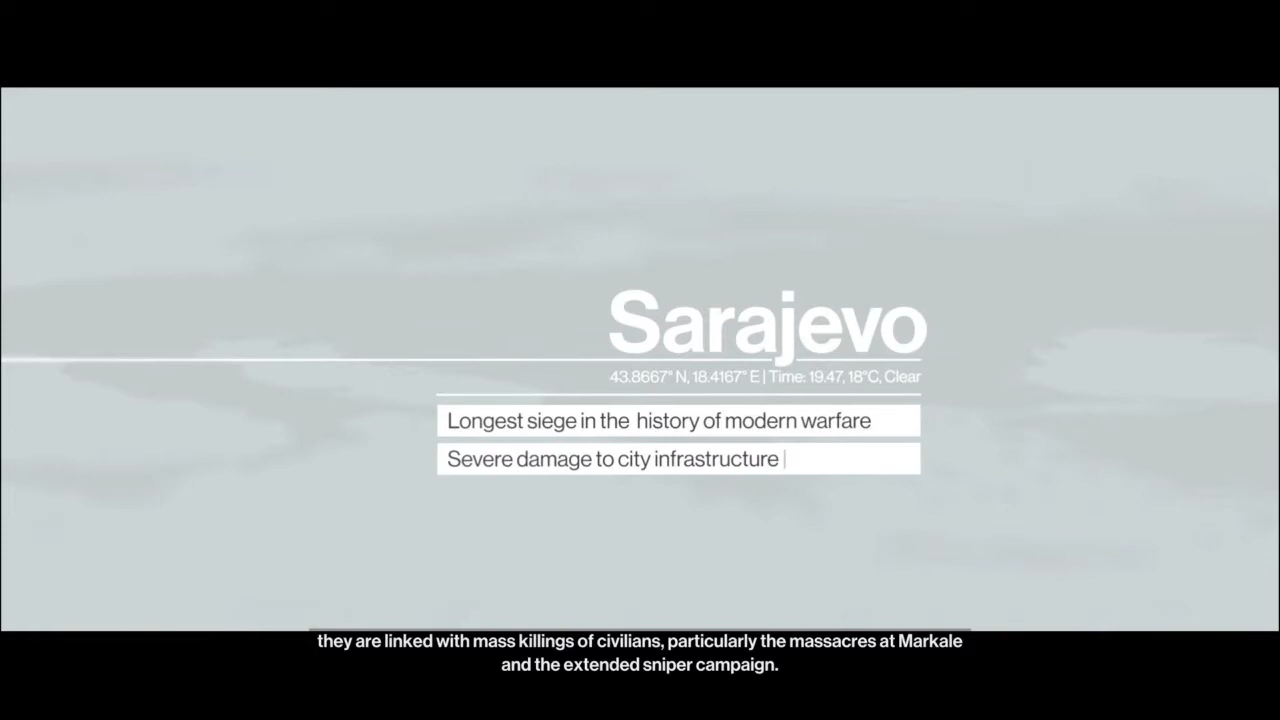 Sarajevo
43.8667° N, 18.4167° E | Time: 19.47, 18°C, Clear
Longest siege in the history of modern warfare
Severe damage to city infrastructure |
they are linked with mass killings of civilians, particularly the massacres at Markale
and the extended sniper campaign.